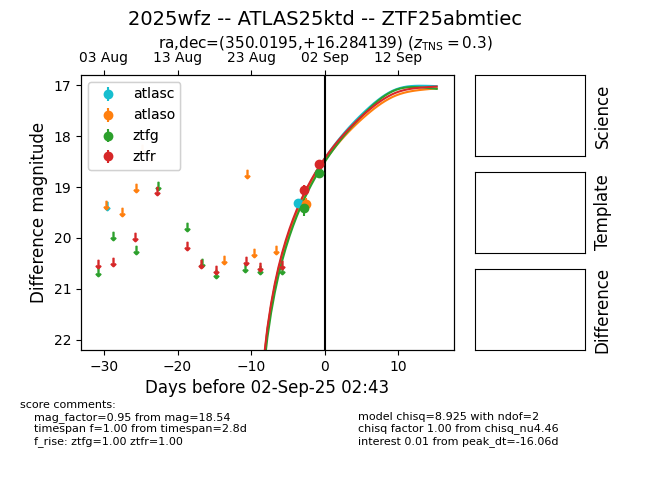 2025wfz -- ATLAS25ktd -- ZTF25abmtiec
ra,dec=(350.0195,+16.284139) (z_TNS = 0.3)
03 Aug 13 Aug 23 Aug 02 Sep 12 Sep
atlasc
atlaso
ztfg
ztfr
17
18
19
20
21
22
Difference magnitude
−30 −20 −10 0 10
Days before 02-Sep-25 02:43
Science
Template
Difference
score comments:
mag_factor=0.95 from mag=18.54
timespan f=1.00 from timespan=2.8d
f_rise: ztfg=1.00 ztfr=1.00
model chisq=8.925 with ndof=2
chisq factor 1.00 from chisq_nu4.46
interest 0.01 from peak_dt=-16.06d